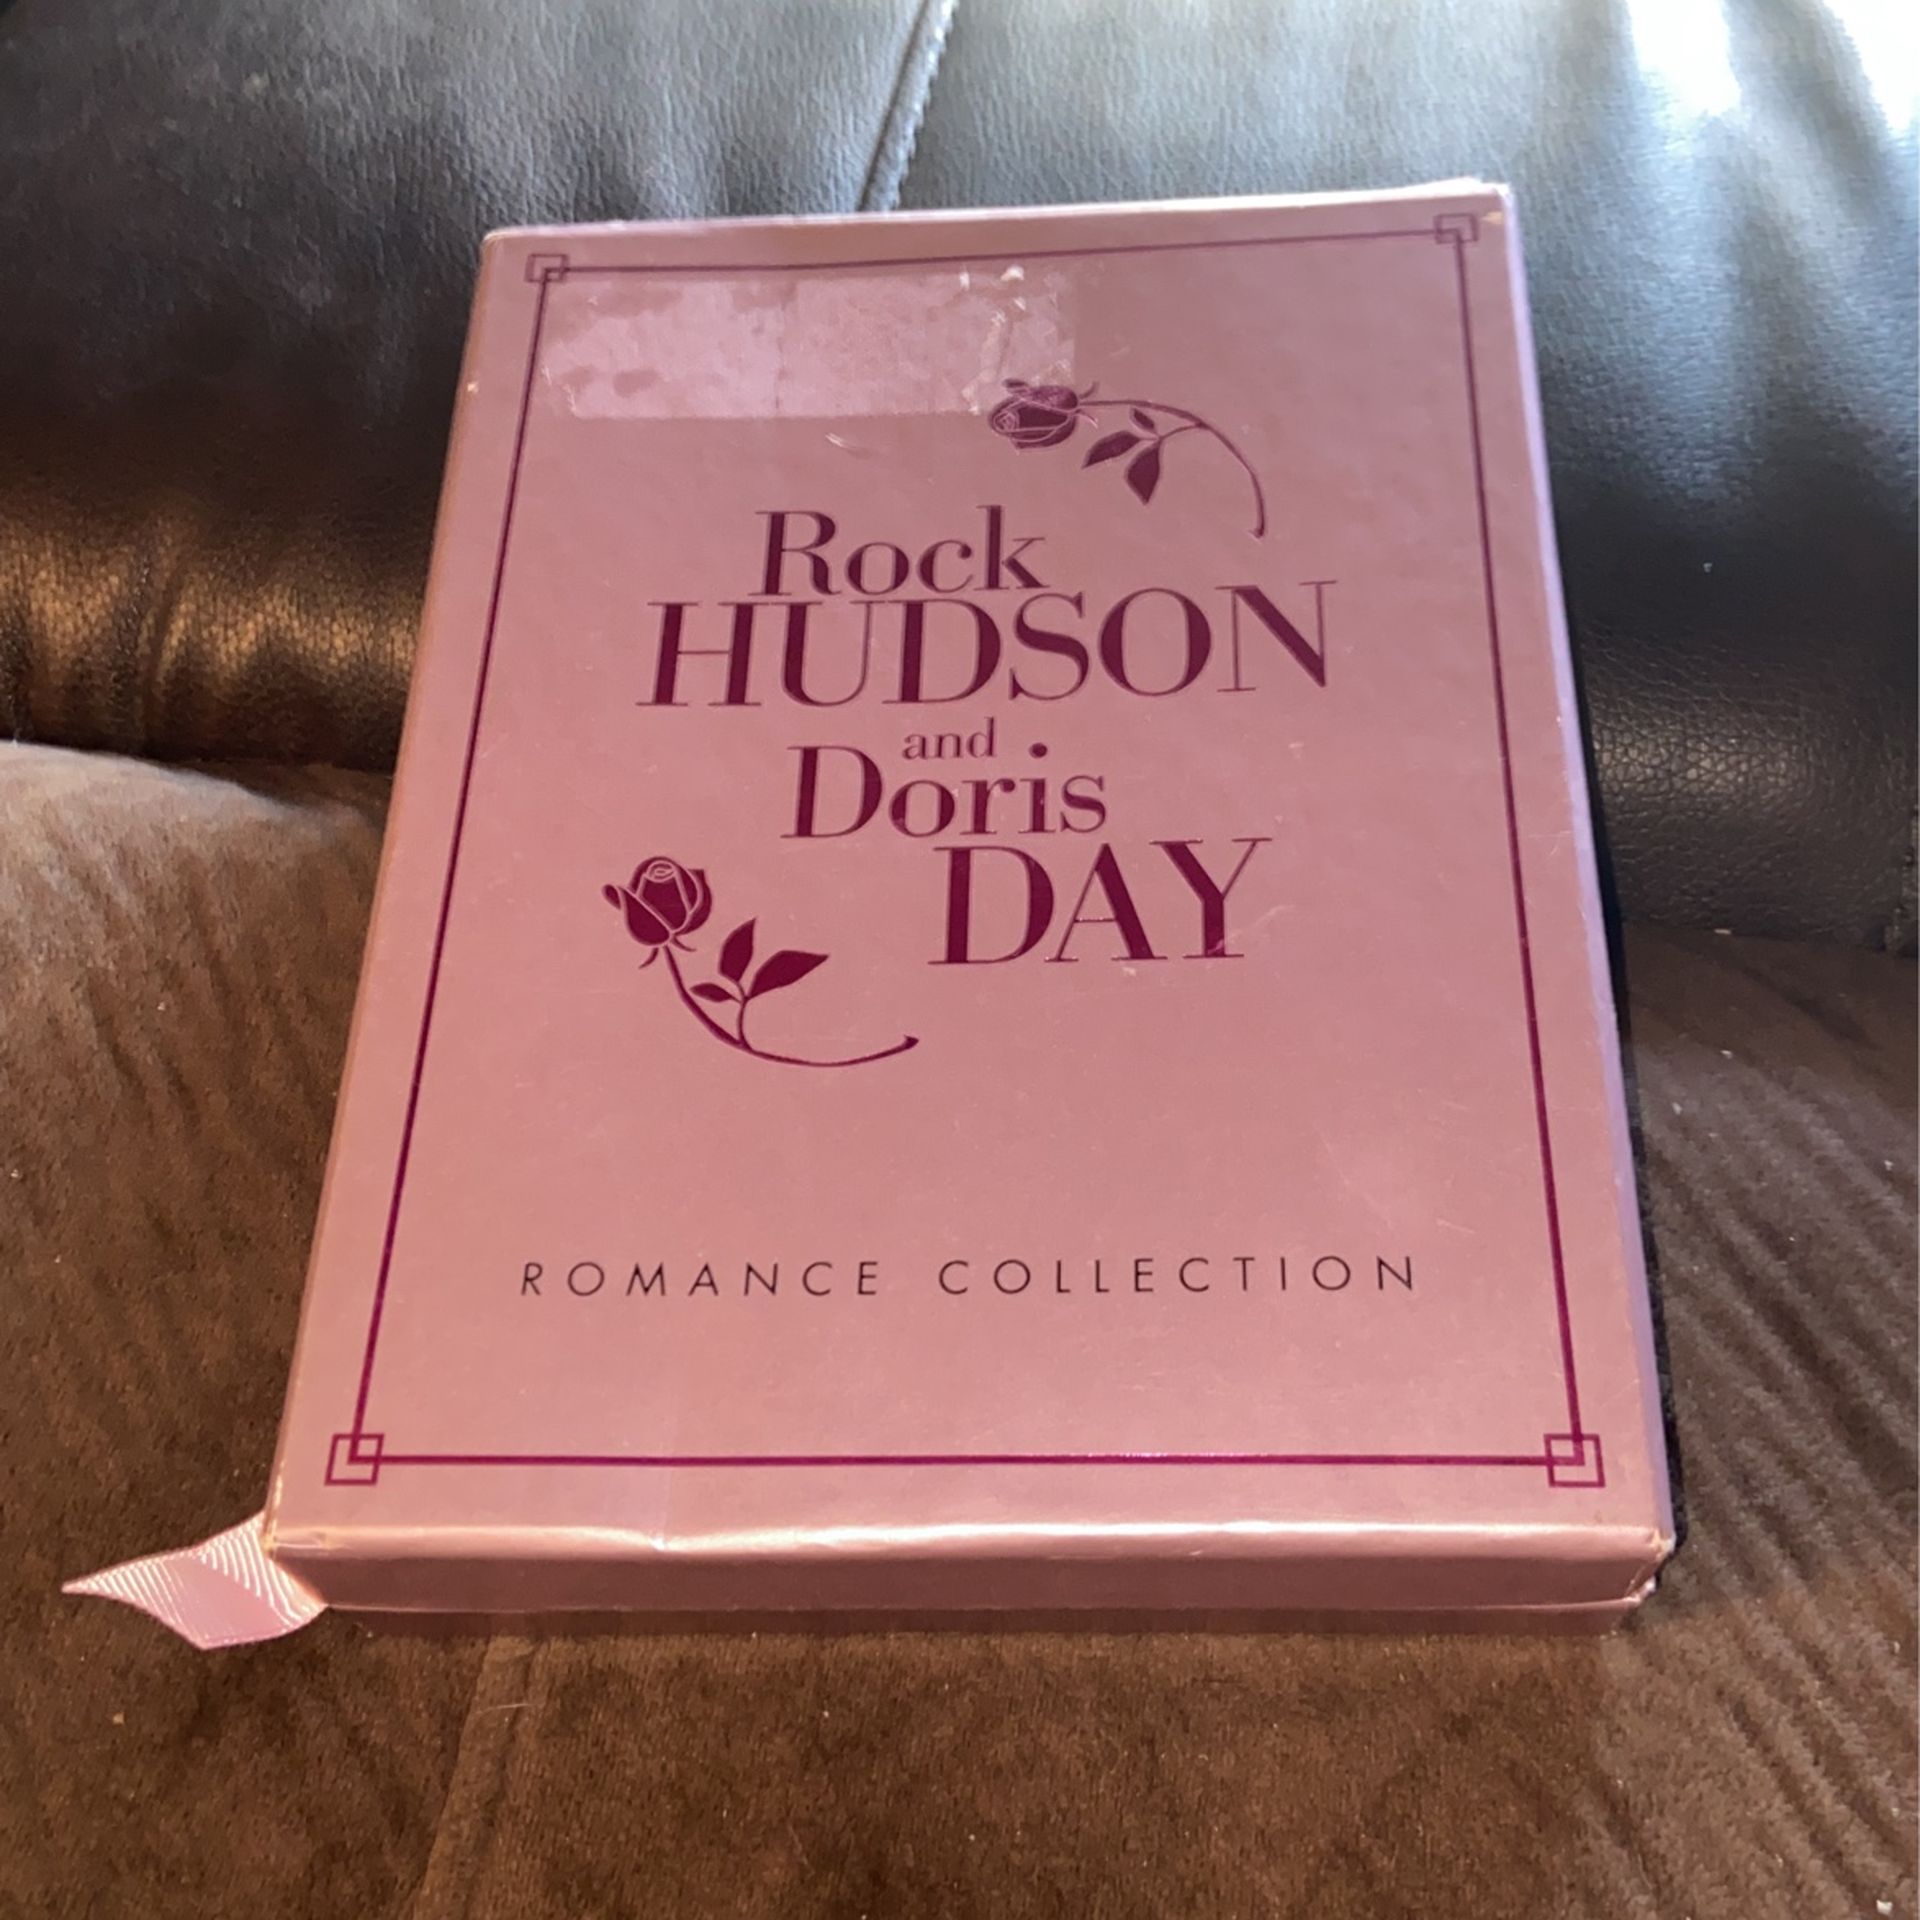 Rock
HUDSON
and
Doris
DAY
ROMANCE COLLECTION